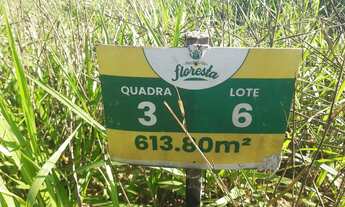 floresta
QUADRA LOTE
3 6
613.80m²